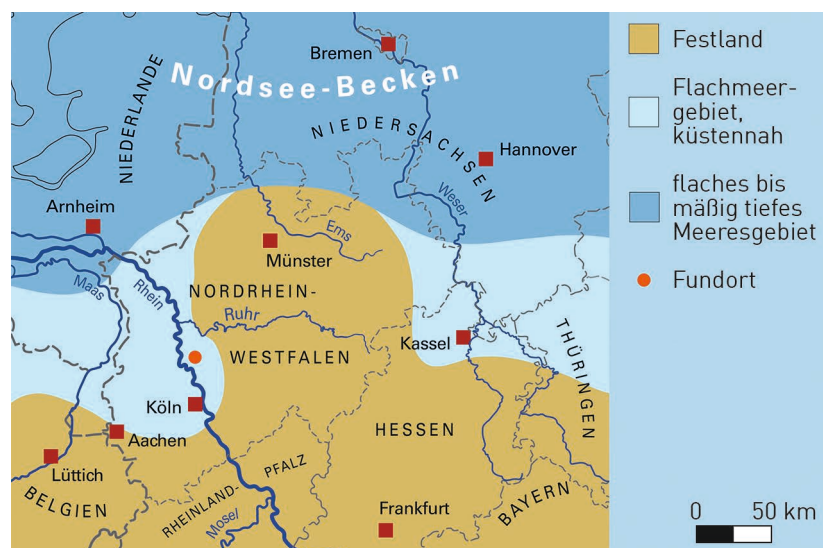 Bremen
Nordsee-Becken
NIEDERLANDE
NIEDERSACHSEN
Hannover
Weser
Arnheim
Ems
Münster
Maas
Rhein
NORDRHEIN-
Ruhr
WESTFALEN
Kassel
THÜRINGEN
Köln
Aachen
HESSEN
Lüttich
PFALZ
RHEINLAND-
BELGIEN
Mosel
BAYERN
Frankfurt
Festland
Flachmeer-
gebiet,
küstennah
flaches bis
mäßig tiefes
Meeresgebiet
Fundort
0 50 km